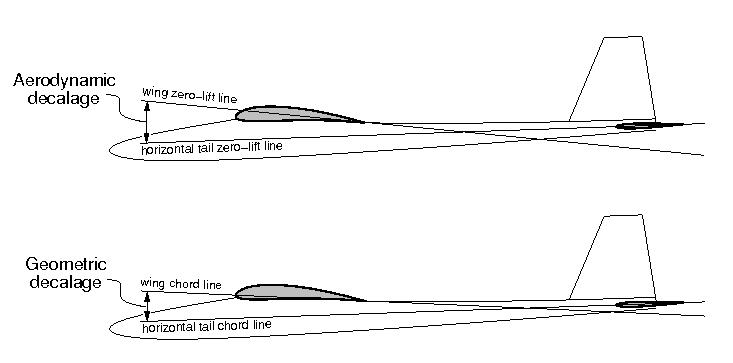 Aerodynamic
decalage
wing zero-lift line
horizontal tail zero-lift line
Geometric
decalage
wing chord line
horizontal tail chord line